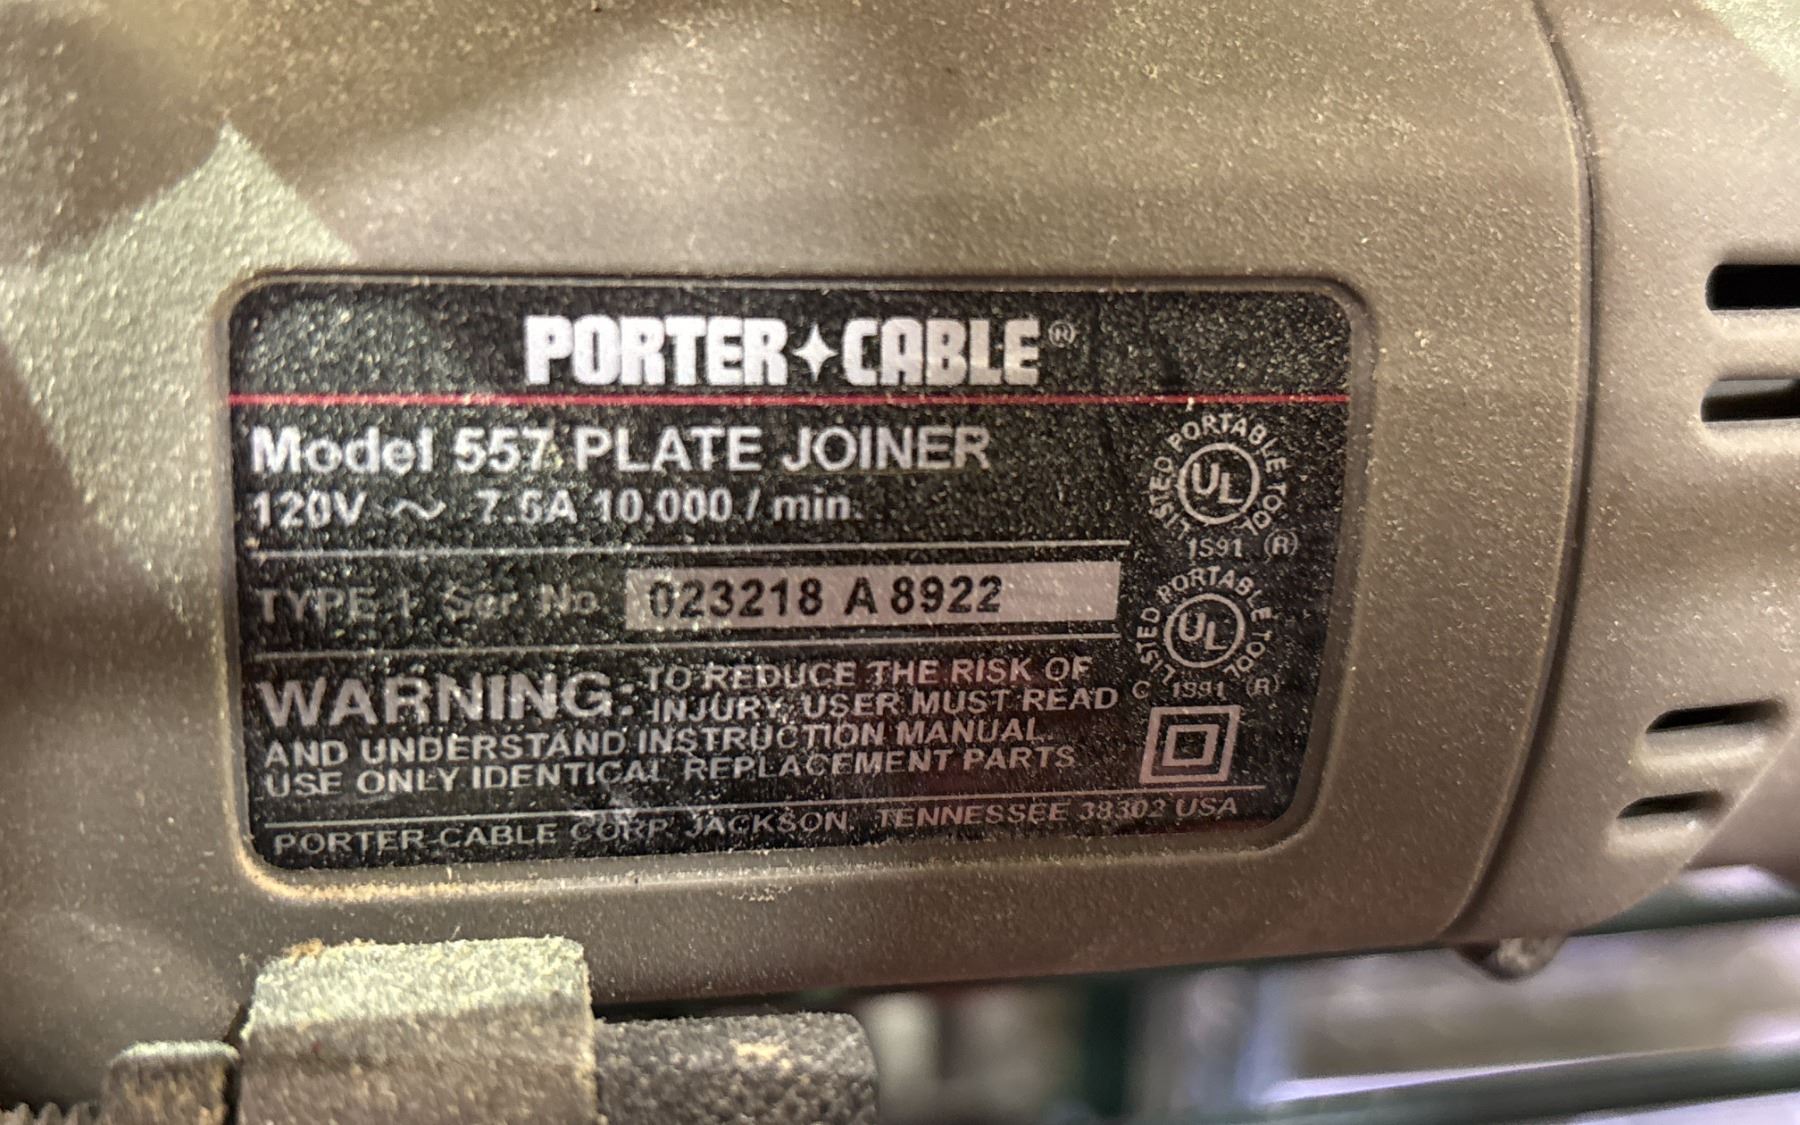 PORTER CABLE®
Model 557 PLATE JOINER
120V ~ 7.5A 10,000 / min.
TYPE 1 Ser No 023218 A 8922
WARNING: TO REDUCE THE RISK OF
INJURY, USER MUST READ
AND UNDERSTAND INSTRUCTION MANUAL.
USE ONLY IDENTICAL REPLACEMENT PARTS
PORTER-CABLE CORP. JACKSON, TENNESSEE 38302 USA
LISTED PORTABLE TOOL
UL
1S91 (R)
LISTED PORTABLE TOOL
UL
C 1S91 (R)